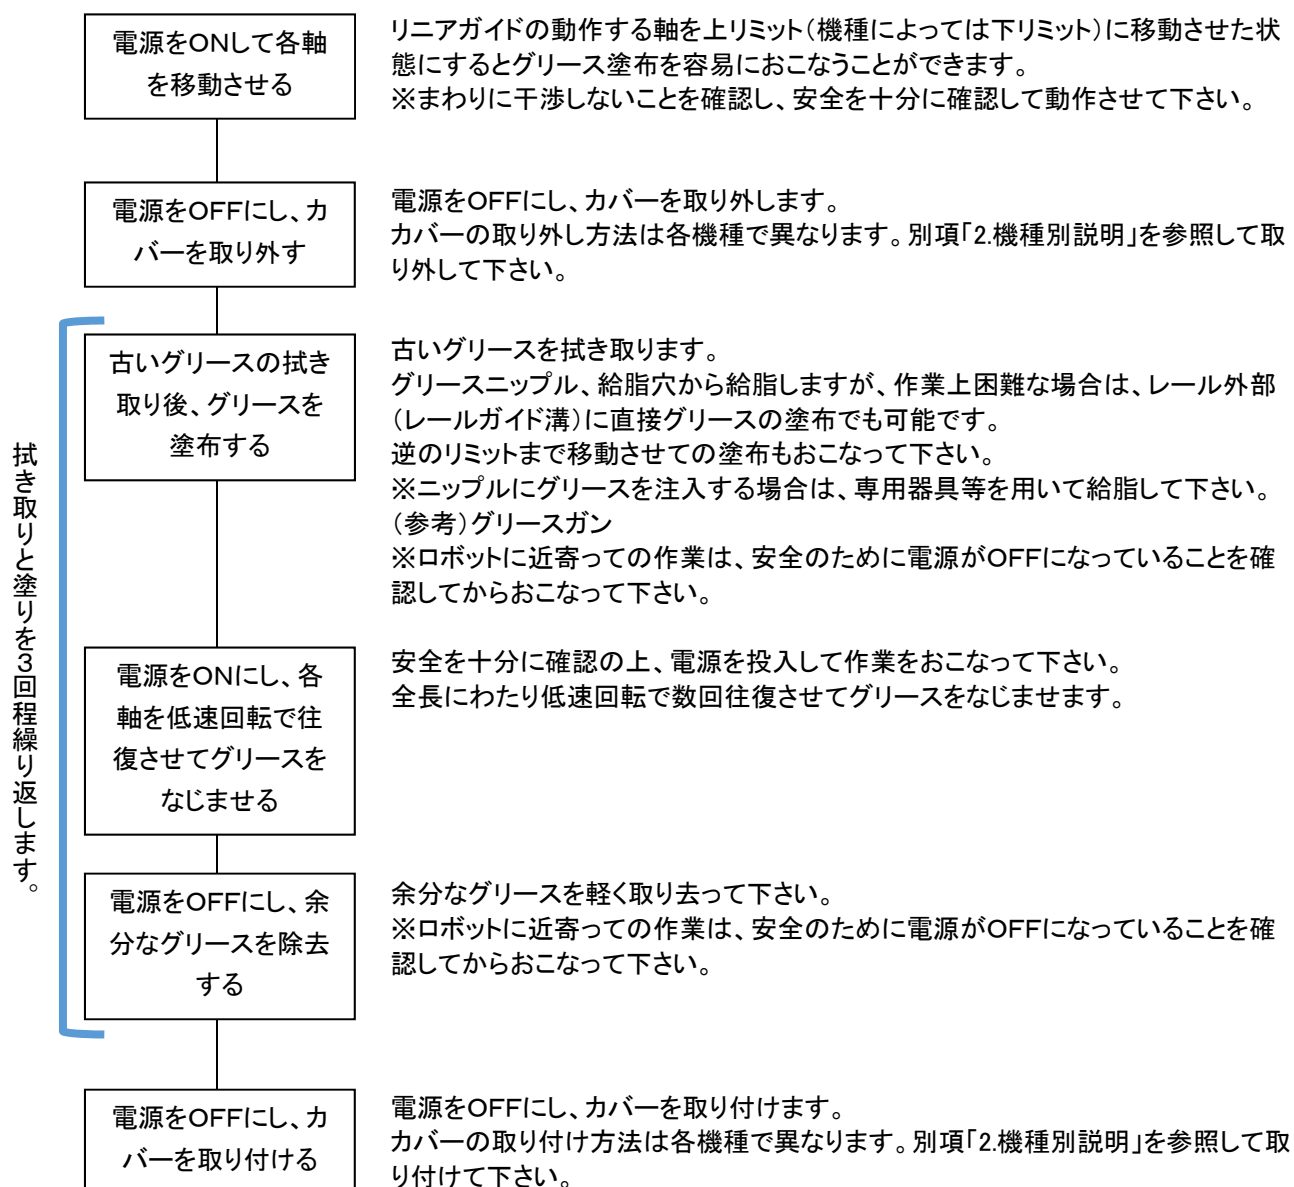 電源をONして各軸
を移動させる
リニアガイドの動作する軸を上リミット(機種によっては下リミット)に移動させた状
態にするとグリース塗布を容易におこなうことができます。
※まわりに干渉しないことを確認し、安全を十分に確認して動作させて下さい。
電源をOFFにし、カ
バーを取り外す
電源をOFFにし、カバーを取り外します。
カバーの取り外し方法は各機種で異なります。別項「2.機種別説明」を参照して取
り外して下さい。
拭き取りと塗りを3回程繰り返します。
古いグリースの拭き
取り後、グリースを
塗布する
古いグリースを拭き取ります。
グリースニップル、給脂穴から給脂しますが、作業上困難な場合は、レール外部
(レールガイド溝)に直接グリースの塗布でも可能です。
逆のリミットまで移動させての塗布もおこなって下さい。
※ニップルにグリースを注入する場合は、専用器具等を用いて給脂して下さい。
(参考)グリースガン
※ロボットに近寄っての作業は、安全のために電源がOFFになっていることを確
認してからおこなって下さい。
電源をONにし、各
軸を低速回転で往
復させてグリースを
なじませる
安全を十分に確認の上、電源を投入して作業をおこなって下さい。
全長にわたり低速回転で数回往復させてグリースをなじませます。
電源をOFFにし、余
分なグリースを除去
する
余分なグリースを軽く取り去って下さい。
※ロボットに近寄っての作業は、安全のために電源がOFFになっていることを確
認してからおこなって下さい。
電源をOFFにし、カ
バーを取り付ける
電源をOFFにし、カバーを取り付けます。
カバーの取り付け方法は各機種で異なります。別項「2.機種別説明」を参照して取
り付けて下さい。